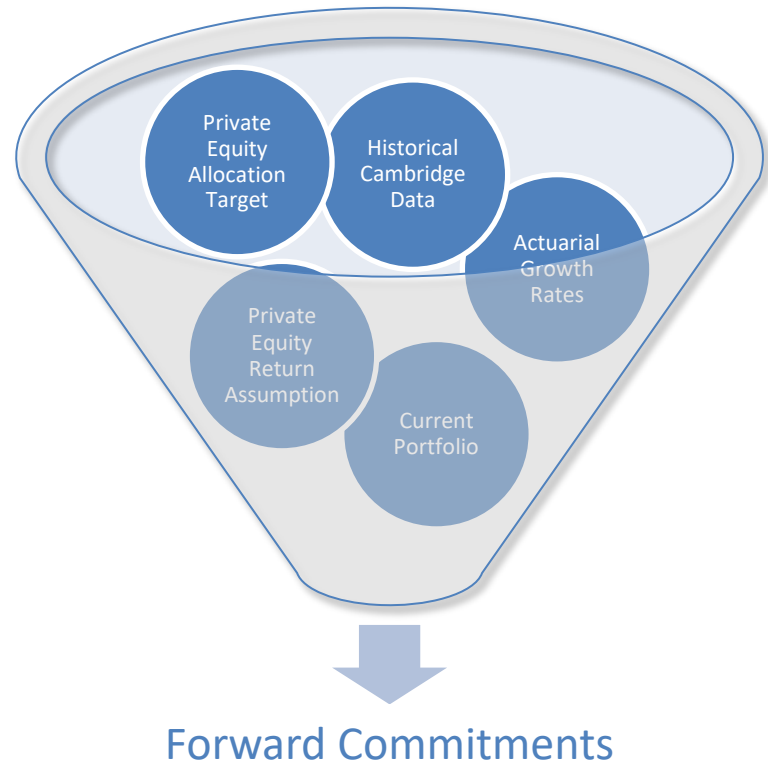 Private
Equity
Allocation
Target
Historical
Cambridge
Data
Actuarial
Growth
Rates
Private
Equity
Return
Assumption
Current
Portfolio
Forward Commitments